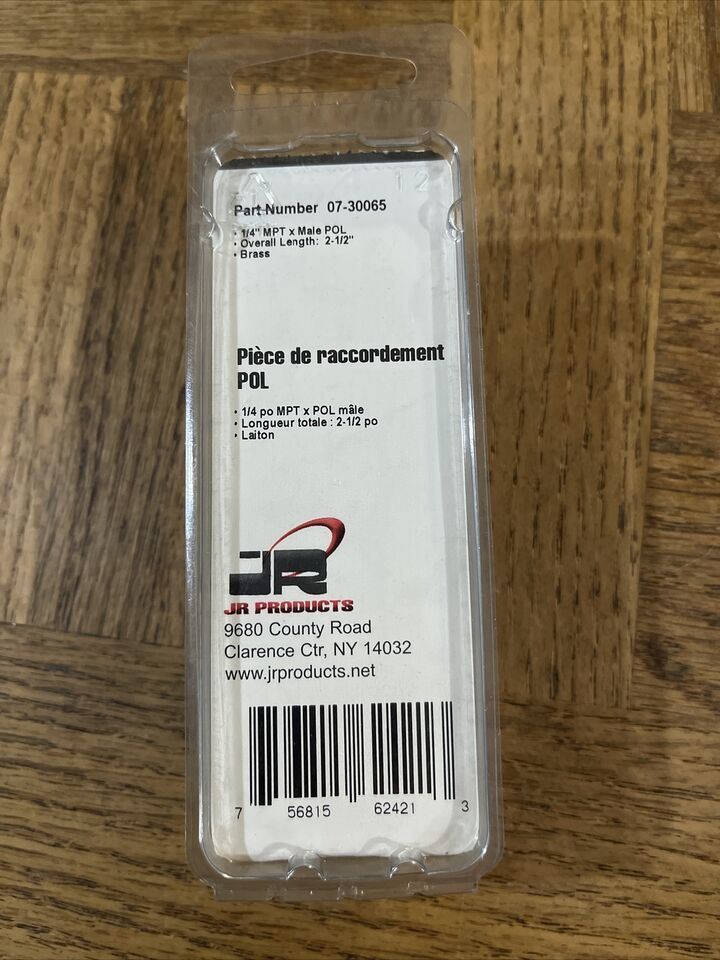 12
Part Number 07-30065
• 1/4" MPT x Male POL
• Overall Length: 2-1/2"
• Brass
Pièce de raccordement
POL
• 1/4 po MPT x POL mâle
• Longueur totale : 2-1/2 po
• Laiton
JR
JR PRODUCTS
9680 County Road
Clarence Ctr, NY 14032
www.jrproducts.net
7 56815 62421 3